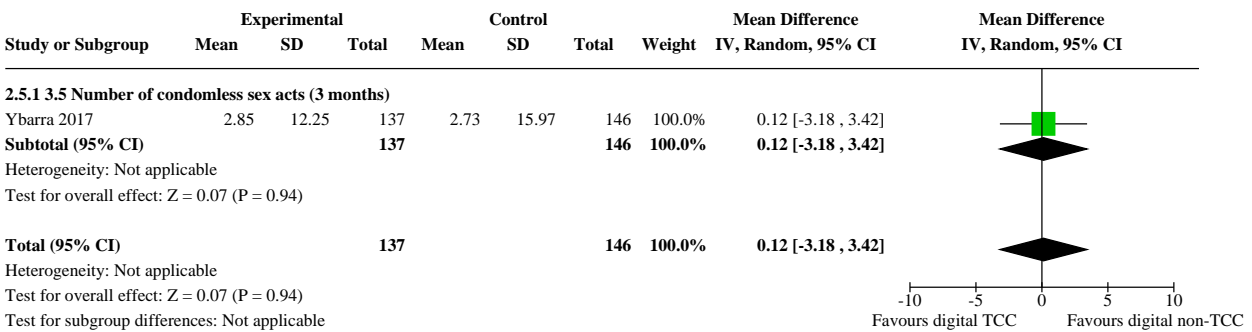 Experimental Control Mean Difference Mean Difference
Study or Subgroup Mean SD Total Mean SD Total Weight IV, Random, 95% CI IV, Random, 95% CI
2.5.1 3.5 Number of condomless sex acts (3 months)
Ybarra 2017 2.85 12.25 137 2.73 15.97 146 100.0% 0.12 [-3.18 , 3.42]
Subtotal (95% CI) 137 146 100.0% 0.12 [-3.18 , 3.42]
Heterogeneity: Not applicable
Test for overall effect: Z = 0.07 (P = 0.94)
Total (95% CI) 137 146 100.0% 0.12 [-3.18 , 3.42]
Heterogeneity: Not applicable
Test for overall effect: Z = 0.07 (P = 0.94) -10 -5 0 5 10
Test for subgroup differences: Not applicable Favours digital TCC Favours digital non-TCC